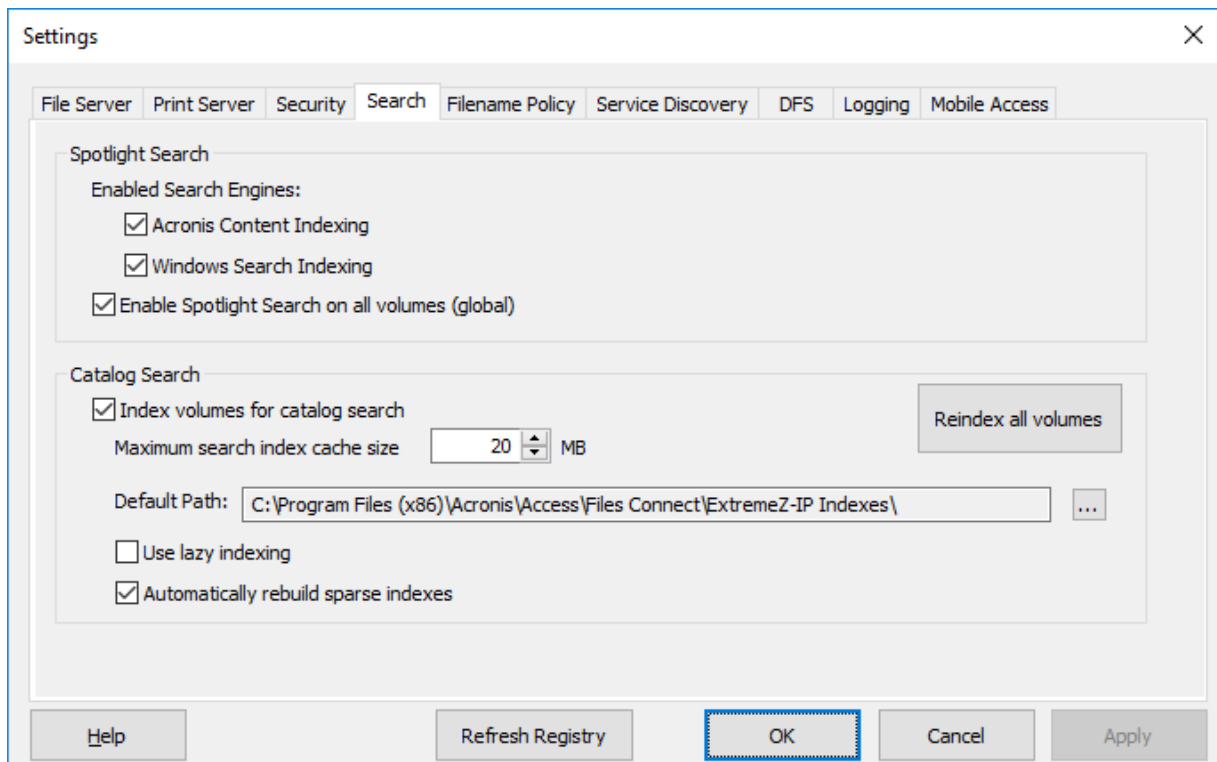 Settings
File Server Print Server Security Search Filename Policy Service Discovery DFS Logging Mobile Access
Spotlight Search
Enabled Search Engines:
Acronis Content Indexing
Windows Search Indexing
Enable Spotlight Search on all volumes (global)
Catalog Search
Index volumes for catalog search
Reindex all volumes
Maximum search index cache size 20 MB
Default Path: C:\Program Files (x86)\Acronis\Access\Files Connect\ExtremeZ-IP Indexes\ ...
Use lazy indexing
Automatically rebuild sparse indexes
Help Refresh Registry OK Cancel Apply